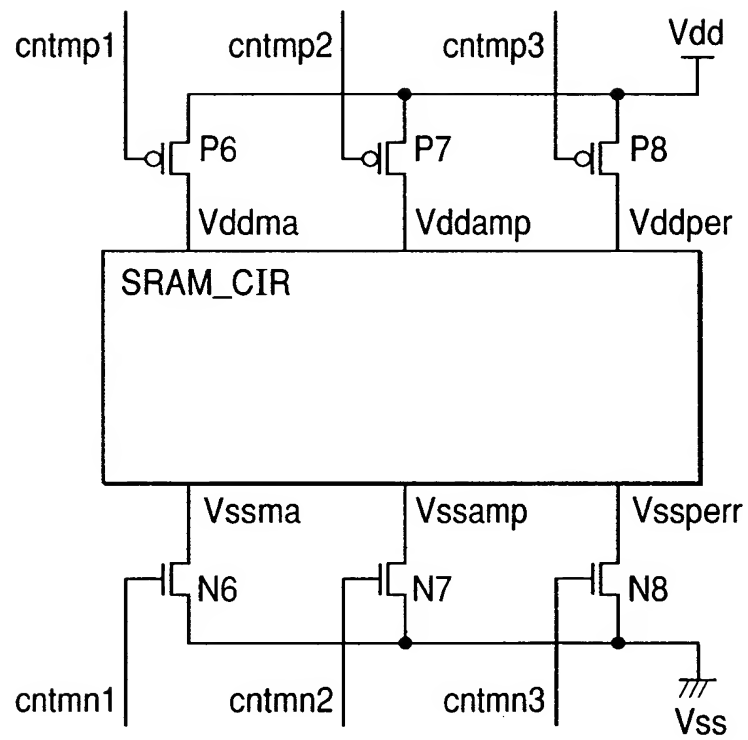 cntmp1 cntmp2 cntmp3 Vdd
P6 P7 P8
Vddma Vddamp Vddper
SRAM_CIR
Vssma Vssamp Vssperr
N6 N7 N8
cntmn1 cntmn2 cntmn3 Vss